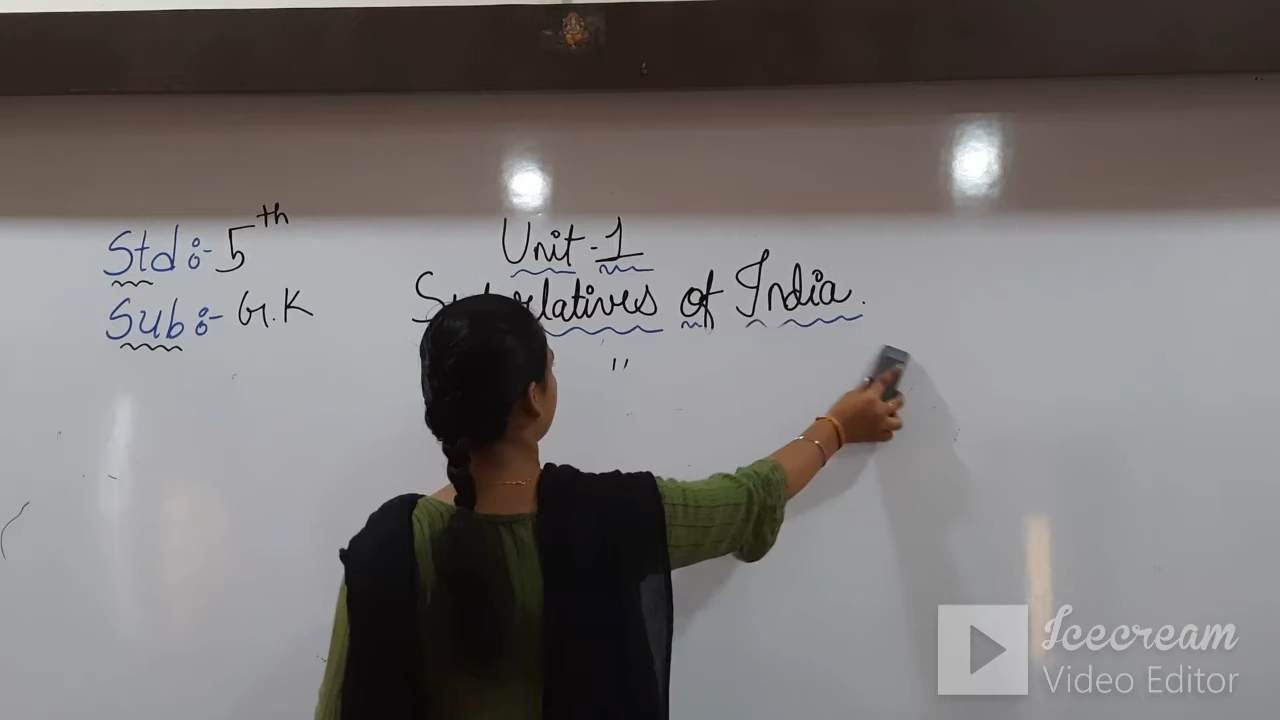 Std:- 5th
Sub:- G.K
Unit-1
of India.
Icecream
Video Editor